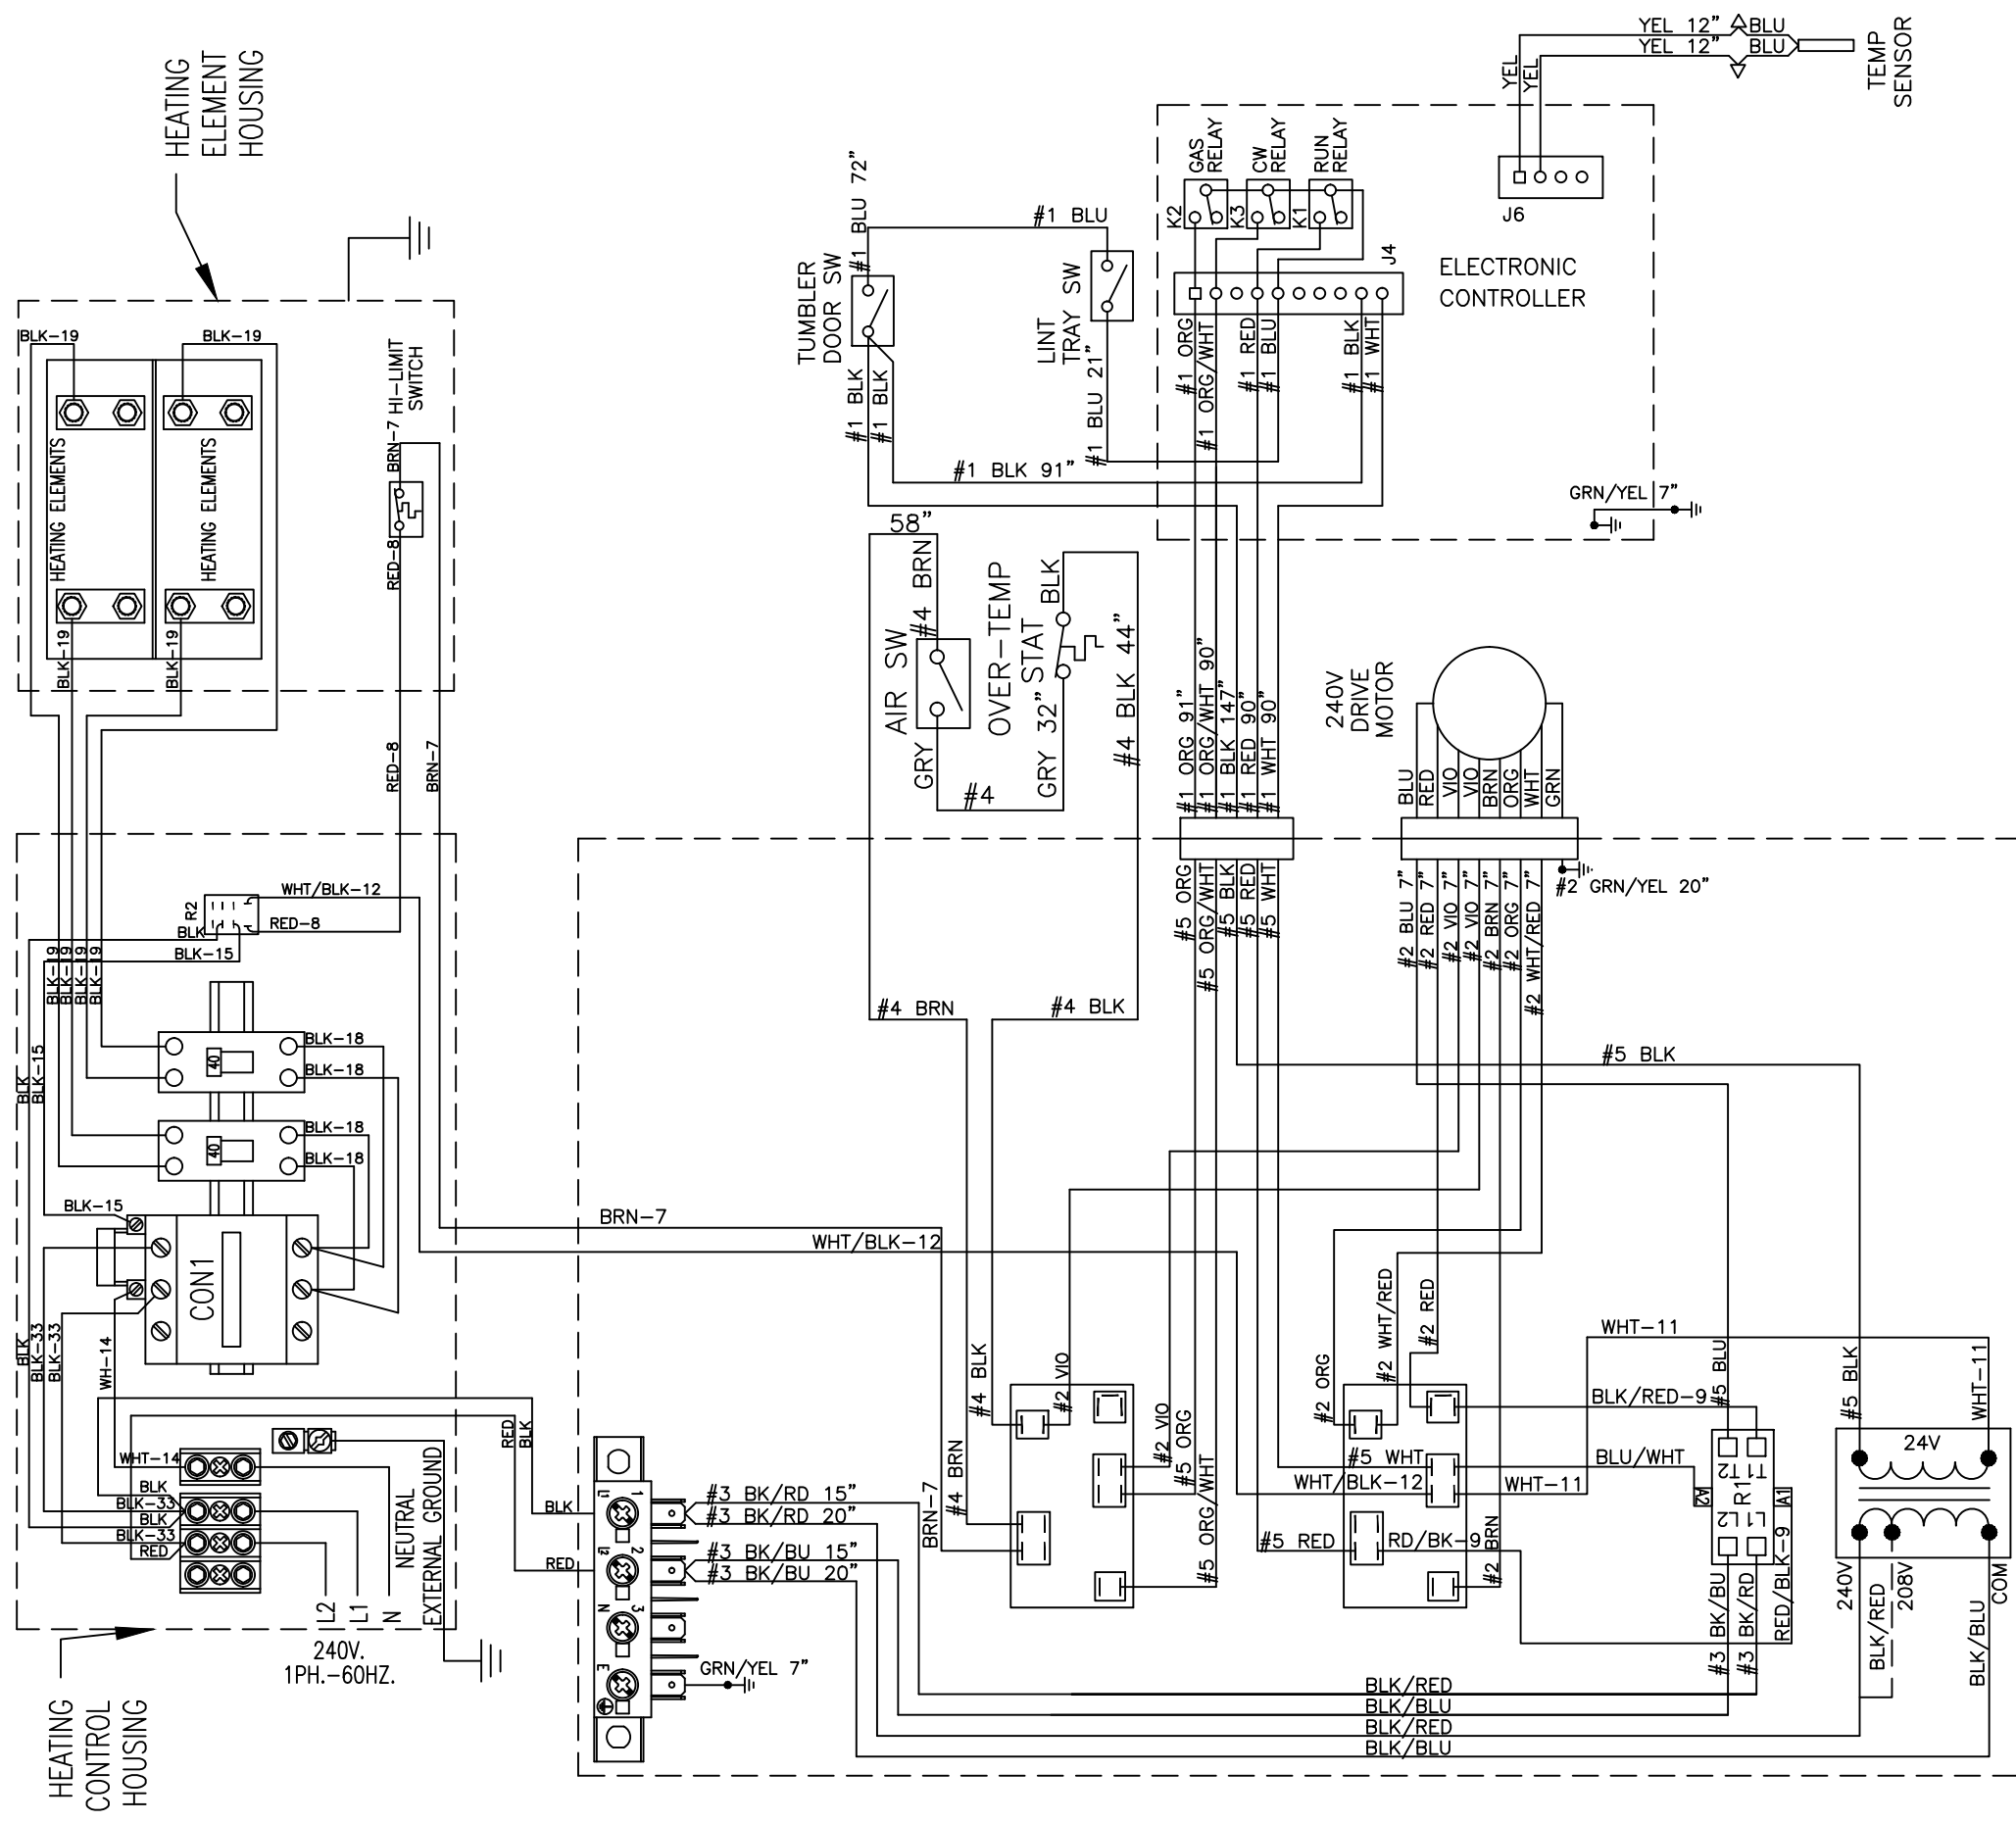 HEATING
ELEMENT
HOUSING
BLK-19
BLK-19
HEATING ELEMENTS
HEATING ELEMENTS
BRN-7
HI-LIMIT
SWITCH
RED-8
BLK-19
BLK-19
RED-8
BRN-7
R2
WHT/BLK-12
RED-8
BLK
BLK-15
BLK-19
BLK-19
BLK-19
BLK-19
BLK
BLK-15
40
BLK-18
BLK-18
40
BLK-18
BLK-18
BLK-15
CON1
BLK
BLK-33
BLK-33
WH-14
WHT-14
BLK
BLK-33
BLK
BLK-33
RED
L2
L1
N
NEUTRAL
EXTERNAL GROUND
240V.
1PH.-60HZ.
HEATING
CONTROL
HOUSING
BRN-7
WHT/BLK-12
RED
BLK
BLK
RED
L1
1
L2
2
N
3
E
#3 BK/RD 15"
#3 BK/RD 20"
#3 BK/BU 15"
#3 BK/BU 20"
GRN/YEL 7"
TUMBLER
DOOR SW
#1 BLU 72"
#1 BLU
LINT
TRAY SW
#1 BLK
#1 BLK
#1 BLU 21"
#1 BLK 91"
58"
#4 BRN
AIR SW
GRY
#4
OVER-TEMP
STAT
BLK
GRY 32"
#4 BLK 44"
#4 BRN
#4 BLK
K2
GAS
RELAY
K3
CW
RELAY
K1
RUN
RELAY
J4
ELECTRONIC
CONTROLLER
J6
YEL
YEL
YEL 12"
BLU
YEL 12"
BLU
TEMP
SENSOR
#1 ORG
#1 ORG/WHT
#1 RED
#1 BLU
#1 BLK
#1 WHT
GRN/YEL 7"
#1 ORG 91"
#1 ORG/WHT 90"
#1 BLK 147"
#1 RED 90"
#1 WHT 90"
#5 ORG
#5 ORG/WHT
#5 BLK
#5 RED
#5 WHT
240V
DRIVE
MOTOR
BLU
RED
VIO
VIO
BRN
ORG
WHT
GRN
#2 BLU 7"
#2 RED 7"
#2 VIO 7"
#2 VIO 7"
#2 BRN 7"
#2 ORG 7"
#2 WHT/RED 7"
#2 GRN/YEL 20"
#5 BLK
#4 BLK
#2 VIO
#4 BRN
BRN-7
#2 VIO
#5 ORG
#5 ORG/WHT
#2 ORG
#2 WHT/RED
#2 RED
#5 WHT
WHT/BLK-12
#5 RED
RD/BK-9
#2 BRN
WHT-11
BLK/RED-9
BLU/WHT
WHT-11
#5 BLU
T2
T1
A2
R1
A1
L2
L1
#3 BK/BU
#3 BK/RD
RED/BLK-9
#5 BLK
WHT-11
24V
240V
BLK/RED
208V
BLK/BLU
COM
BLK/RED
BLK/BLU
BLK/RED
BLK/BLU